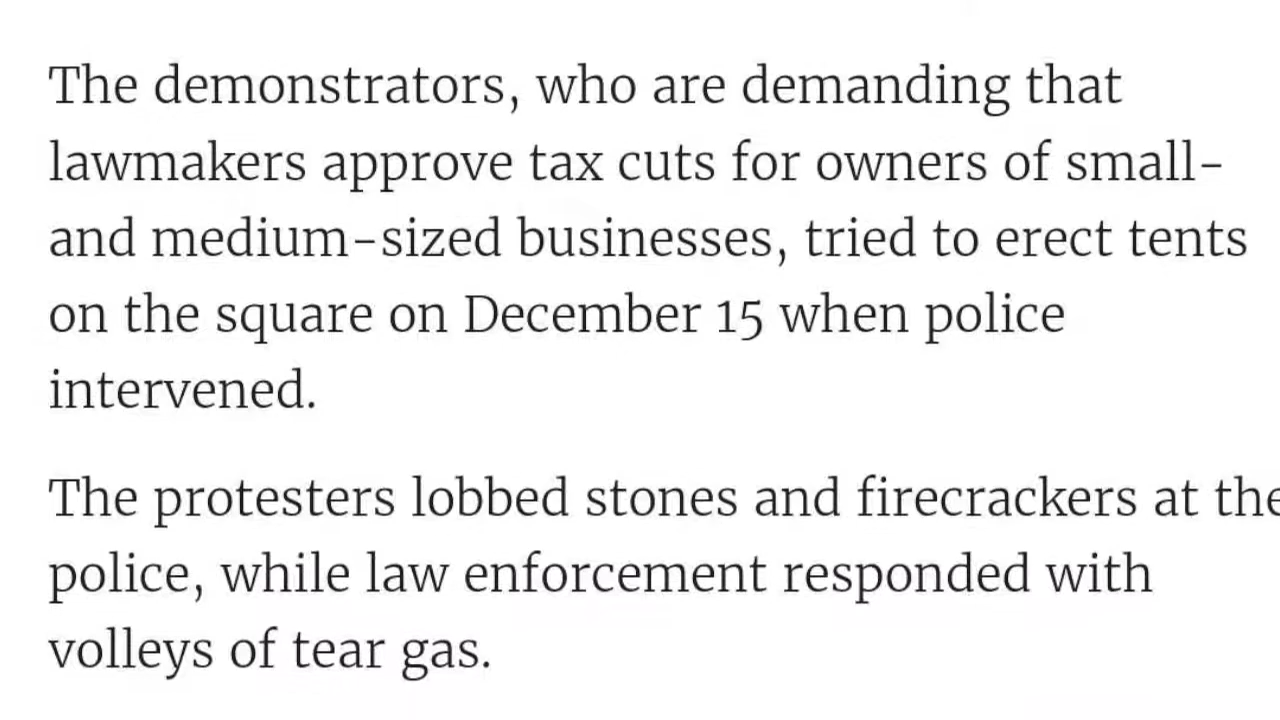 The demonstrators, who are demanding that
lawmakers approve tax cuts for owners of small-
and medium-sized businesses, tried to erect tents
on the square on December 15 when police
intervened.
The protesters lobbed stones and firecrackers at the
police, while law enforcement responded with
volleys of tear gas.